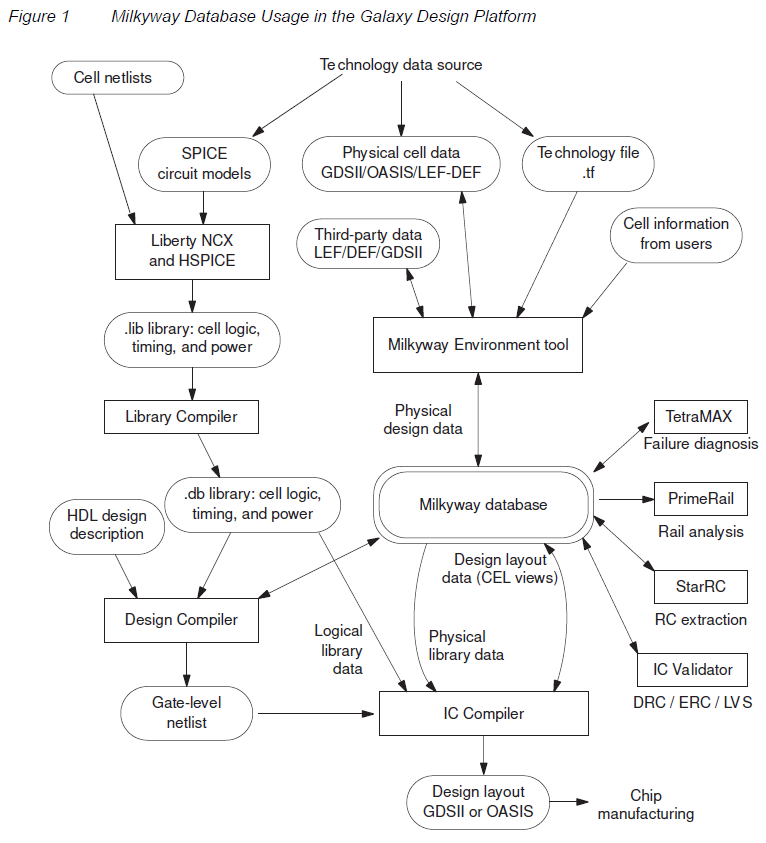 Figure 1 Milkyway Database Usage in the Galaxy Design Platform
Cell netlists
Technology data source
SPICE
circuit models
Physical cell data
GDSII/OASIS/LEF-DEF
Technology file
.tf
Third-party data
LEF/DEF/GDSII
Cell information
from users
Liberty NCX
and HSPICE
.lib library: cell logic,
timing, and power
Milkyway Environment tool
Library Compiler
Physical
design data
TetraMAX
Failure diagnosis
.db library: cell logic,
timing, and power
HDL design
description
Milkyway database
PrimeRail
Rail analysis
Design layout
data (CEL views)
StarRC
RC extraction
Design Compiler
Logical
library
data
Physical
library data
IC Validator
DRC / ERC / LVS
Gate-level
netlist
IC Compiler
Design layout
GDSII or OASIS
Chip
manufacturing